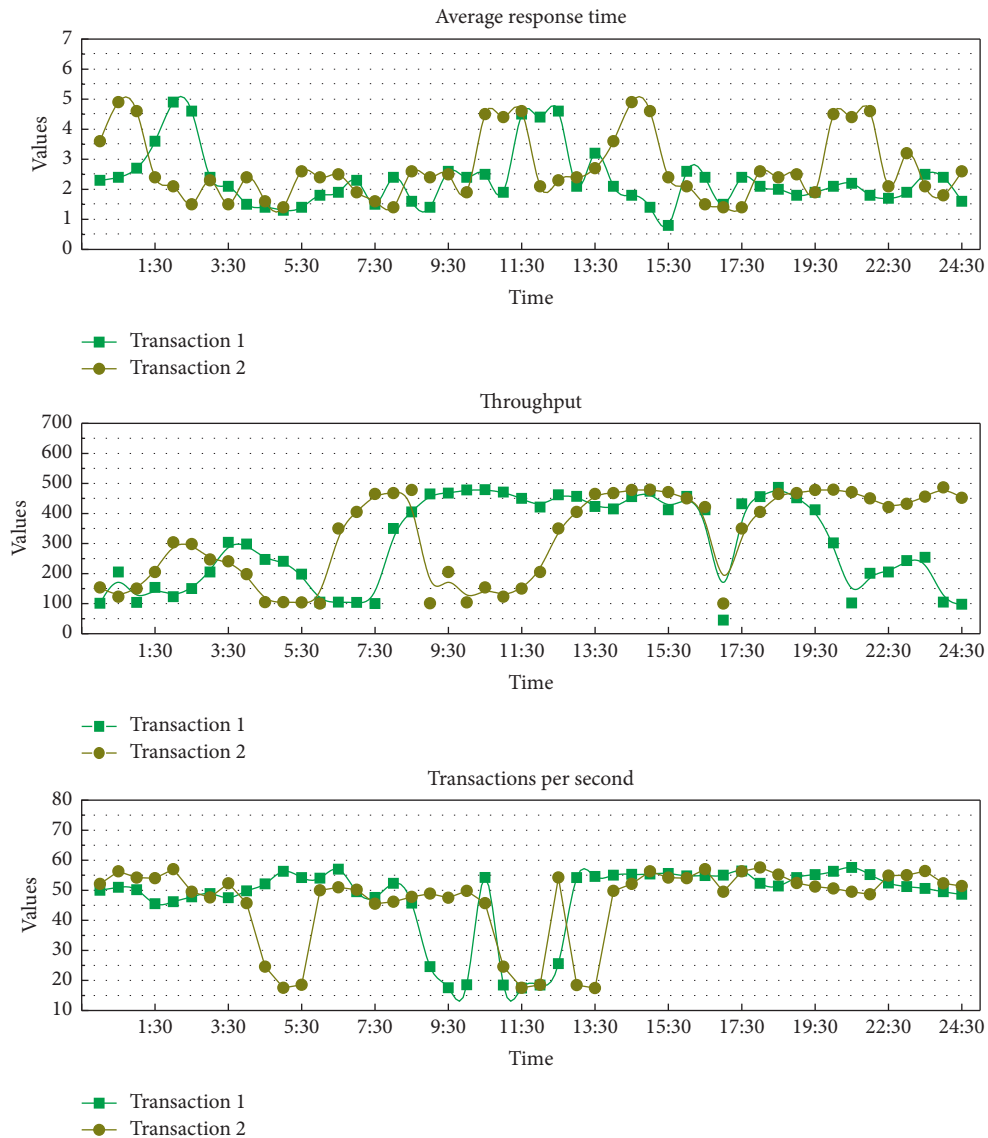 Average response time
7
6
5
4
3
2
1
0
Values
1:30 3:30 5:30 7:30 9:30 11:30 13:30 15:30 17:30 19:30 22:30 24:30
Time
Transaction 1
Transaction 2
Throughput
700
600
500
400
300
200
100
0
Values
1:30 3:30 5:30 7:30 9:30 11:30 13:30 15:30 17:30 19:30 22:30 24:30
Time
Transaction 1
Transaction 2
Transactions per second
80
70
60
50
40
30
20
10
Values
1:30 3:30 5:30 7:30 9:30 11:30 13:30 15:30 17:30 19:30 22:30 24:30
Time
Transaction 1
Transaction 2